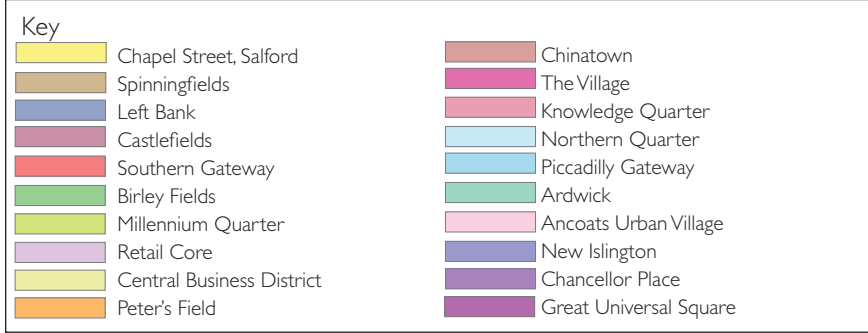 Key
Chapel Street, Salford
Spinningfields
Left Bank
Castlefields
Southern Gateway
Birley Fields
Millennium Quarter
Retail Core
Central Business District
Peter's Field
Chinatown
The Village
Knowledge Quarter
Northern Quarter
Piccadilly Gateway
Ardwick
Ancoats Urban Village
New Islington
Chancellor Place
Great Universal Square